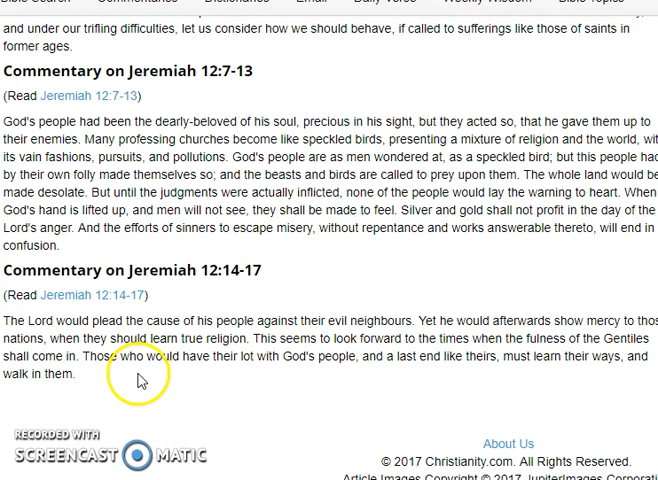 Bible Search Commentaries Dictionaries Email Daily Verse Weekly Wisdom Bible Topics
and under our trifling difficulties, let us consider how we should behave, if called to sufferings like those of saints in
former ages.
Commentary on Jeremiah 12:7-13
(Read Jeremiah 12:7-13)
God's people had been the dearly-beloved of his soul, precious in his sight, but they acted so, that he gave them up to
their enemies. Many professing churches become like speckled birds, presenting a mixture of religion and the world, wit
its vain fashions, pursuits, and pollutions. God's people are as men wondered at, as a speckled bird; but this people had
by their own folly made themselves so; and the beasts and birds are called to prey upon them. The whole land would be
made desolate. But until the judgments were actually inflicted, none of the people would lay the warning to heart. When
God's hand is lifted up, and men will not see, they shall be made to feel. Silver and gold shall not profit in the day of the
Lord's anger. And the efforts of sinners to escape misery, without repentance and works answerable thereto, will end in
confusion.
Commentary on Jeremiah 12:14-17
(Read Jeremiah 12:14-17)
The Lord would plead the cause of his people against their evil neighbours. Yet he would afterwards show mercy to thos
nations, when they should learn true religion. This seems to look forward to the times when the fulness of the Gentiles
shall come in. Those who would have their lot with God's people, and a last end like theirs, must learn their ways, and
walk in them.
RECORDED WITH
SCREENCAST MATIC
About Us
© 2017 Christianity.com. All Rights Reserved.
Article Images Copyright © 2017 JupiterImages Corporati